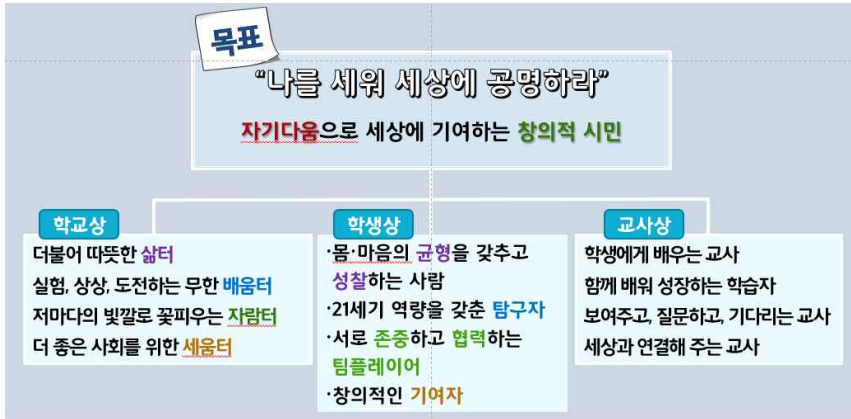 목표
“나를 세워 세상에 공명하라”
자기다움으로 세상에 기여하는 창의적 시민
학교상
더불어 따뜻한 삶터
실험, 상상, 도전하는 무한 배움터
저마다의 빛깔로 꽃피우는 자람터
더 좋은 사회를 위한 세움터
학생상
·몸·마음의 균형을 갖추고
성찰하는 사람
·21세기 역량을 갖춘 탐구자
·서로 존중하고 협력하는
팀플레이어
·창의적인 기여자
교사상
학생에게 배우는 교사
함께 배워 성장하는 학습자
보여주고, 질문하고, 기다리는 교사
세상과 연결해 주는 교사